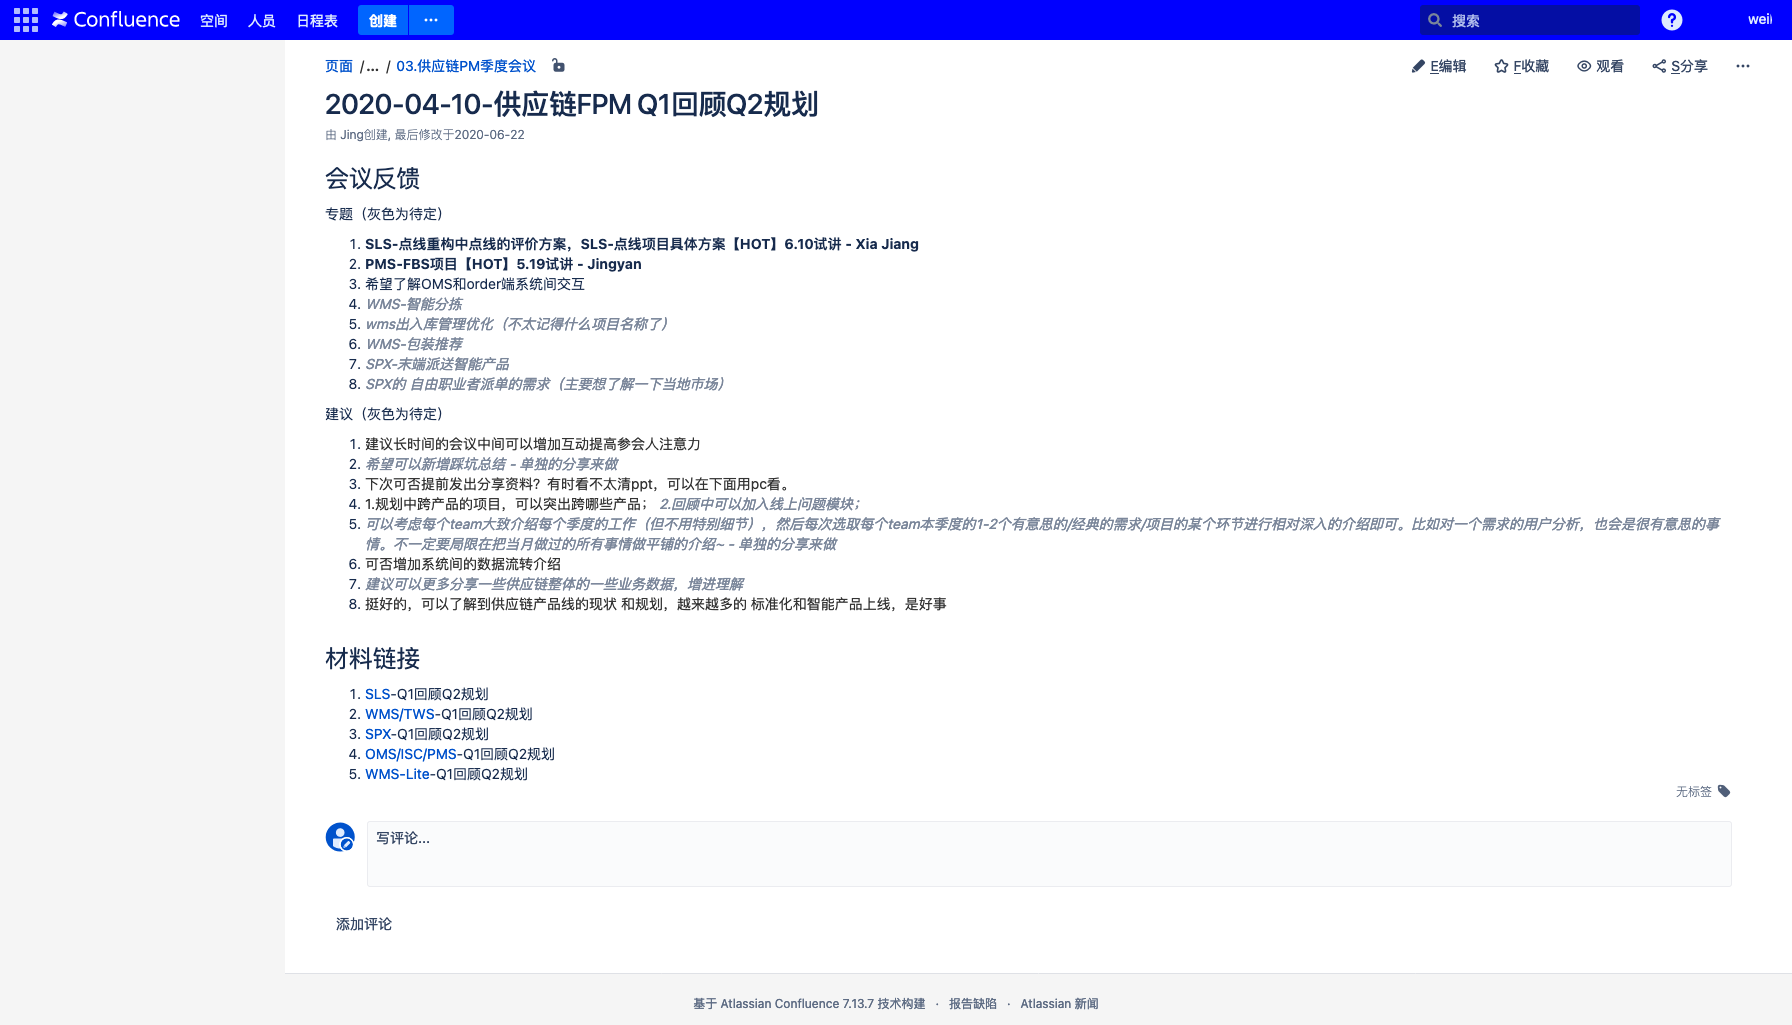 Confluence 空间 人员 日程表 创建 ··· 搜索 ? wei
页面 /... / 03.供应链PM季度会议 E编辑 F收藏 观看 S分享 ···
2020-04-10-供应链FPM Q1回顾Q2规划
由 Jing创建, 最后修改于2020-06-22
会议反馈
专题（灰色为待定）
1. SLS-点线重构中点线的评价方案，SLS-点线项目具体方案【HOT】6.10试讲 - Xia Jiang
2. PMS-FBS项目【HOT】5.19试讲 - Jingyan
3. 希望了解OMS和order端系统间交互
4. WMS-智能分拣
5. wms出入库管理优化（不太记得什么项目名称了）
6. WMS-包装推荐
7. SPX-末端派送智能产品
8. SPX的 自由职业者派单的需求（主要想了解一下当地市场）
建议（灰色为待定）
1. 建议长时间的会议中间可以增加互动提高参会人注意力
2. 希望可以新增踩坑总结 - 单独的分享来做
3. 下次可否提前发出分享资料？有时看不太清ppt，可以在下面用pc看。
4. 1.规划中跨产品的项目，可以突出跨哪些产品； 2.回顾中可以加入线上问题模块；
5. 可以考虑每个team大致介绍每个季度的工作（但不用特别细节），然后每次选取每个team本季度的1-2个有意思的/经典的需求/项目的某个环节进行相对深入的介绍即可。比如对一个需求的用户分析，也会是很有意思的事
情。不一定要局限在把当月做过的所有事情做平铺的介绍~ - 单独的分享来做
6. 可否增加系统间的数据流转介绍
7. 建议可以更多分享一些供应链整体的一些业务数据，增进理解
8. 挺好的，可以了解到供应链产品线的现状 和规划，越来越多的 标准化和智能产品上线，是好事
材料链接
1. SLS-Q1回顾Q2规划
2. WMS/TWS-Q1回顾Q2规划
3. SPX-Q1回顾Q2规划
4. OMS/ISC/PMS-Q1回顾Q2规划
5. WMS-Lite-Q1回顾Q2规划
无标签
写评论...
添加评论
基于 Atlassian Confluence 7.13.7 技术构建 · 报告缺陷 · Atlassian 新闻